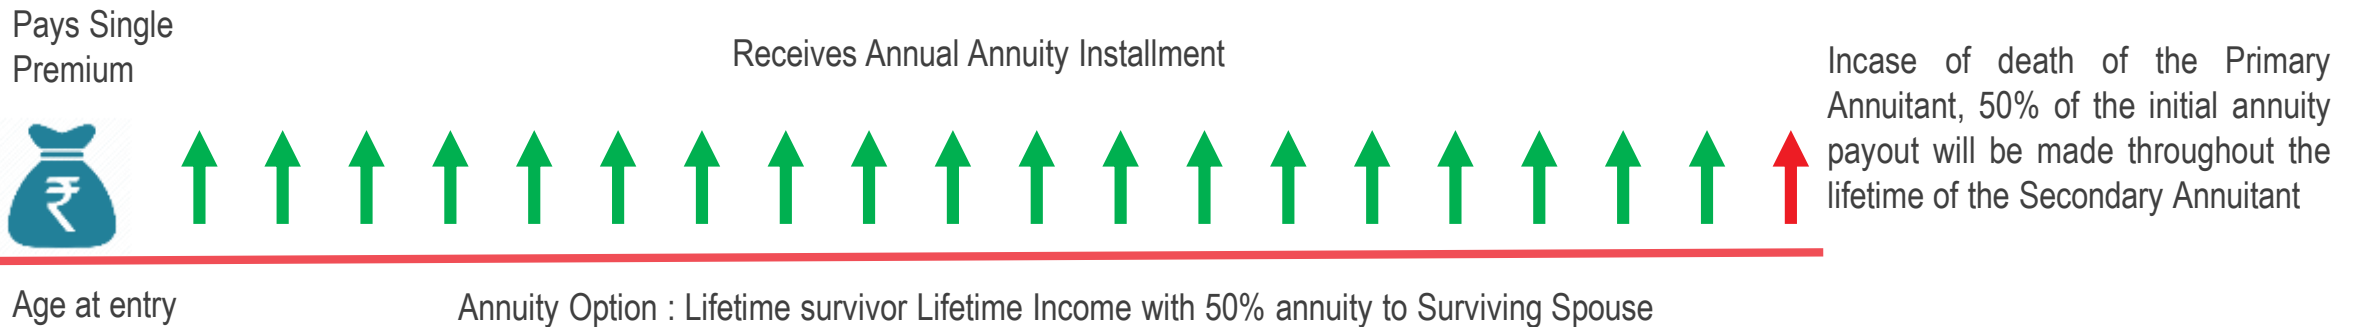 Pays Single
Premium
Receives Annual Annuity Installment
Incase of death of the Primary
Annuitant, 50% of the initial annuity
payout will be made throughout the
lifetime of the Secondary Annuitant
₹
Age at entry
Annuity Option : Lifetime survivor Lifetime Income with 50% annuity to Surviving Spouse